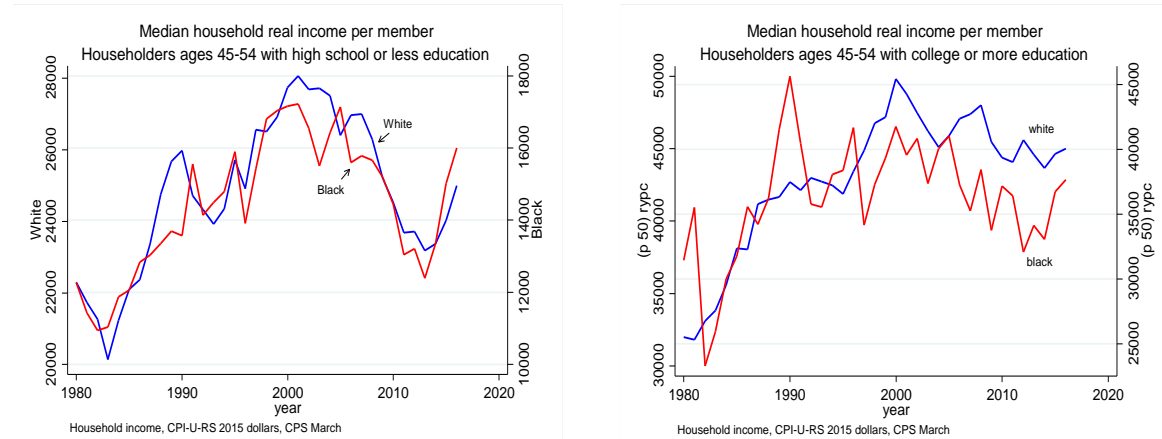 Median household real income per member
Householders ages 45-54 with high school or less education
White
28000
26000
24000
22000
20000
18000
16000
14000
12000
10000
Black
White
Black
1980
1990
2000
2010
2020
year
Household income, CPI-U-RS 2015 dollars, CPS March
Median household real income per member
Householders ages 45-54 with college or more education
(p 50) rypc
50000
45000
40000
35000
30000
45000
40000
35000
30000
25000
(p 50) rypc
white
black
1980
1990
2000
2010
2020
year
Household income, CPI-U-RS 2015 dollars, CPS March